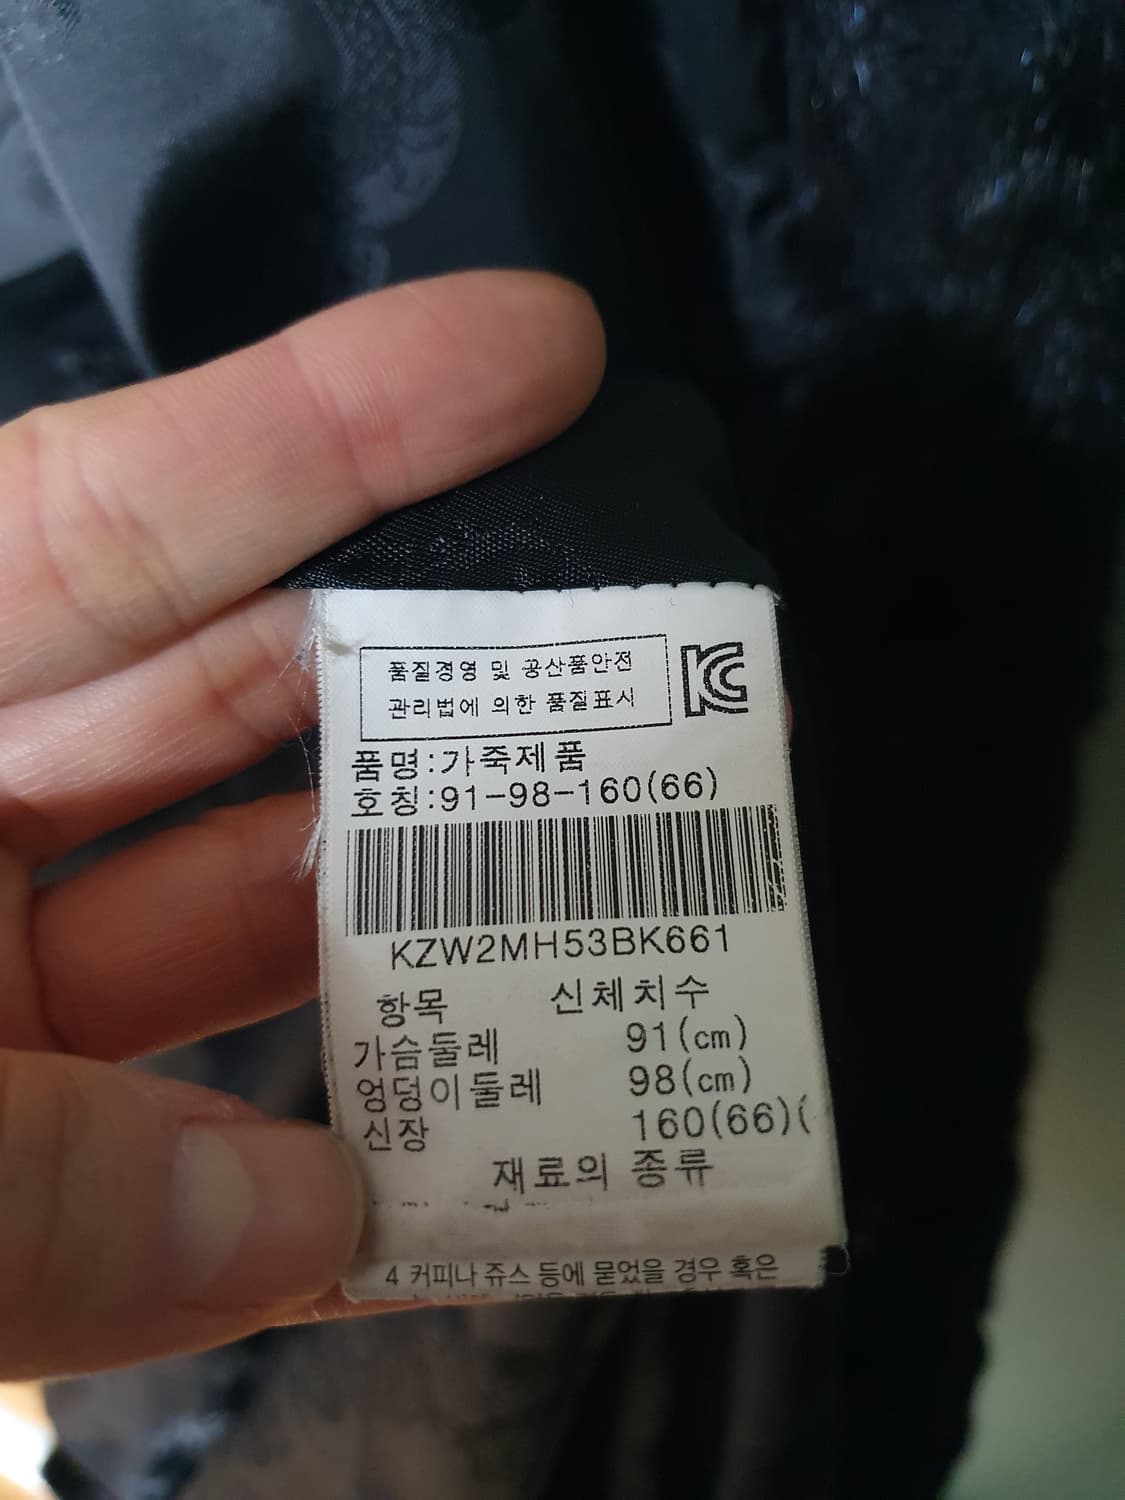 품질경영 및 공산품안전
관리법에 의한 품질표시
KC
품명:가죽제품
호칭:91-98-160(66)
KZW2MH53BK661
항목 신체치수
가슴둘레 91(cm)
엉덩이둘레 98(cm)
신장 160(66)(
재료의 종류
4 커피나 쥬스 등에 묻었을 경우 혹은